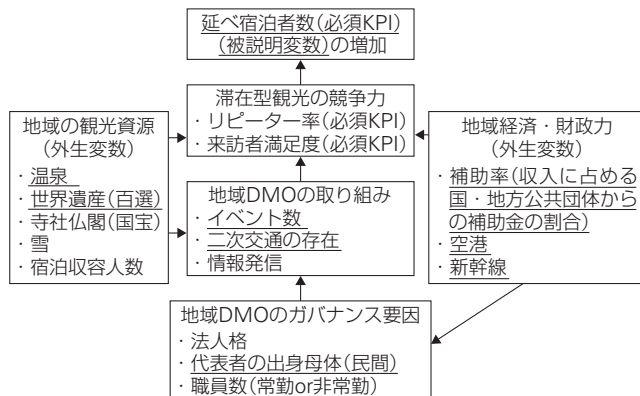 延べ宿泊者数(必須KPI)
(被説明変数)の増加
滞在型観光の競争力
・リピーター率(必須KPI)
・来訪者満足度(必須KPI)
地域の観光資源
(外生変数)
・温泉
・世界遺産(百選)
・寺社仏閣(国宝)
・雪
・宿泊収容人数
地域経済・財政力
(外生変数)
・補助率(収入に占める
国・地方公共団体から
の補助金の割合)
・空港
・新幹線
地域DMOの取り組み
・イベント数
・二次交通の存在
・情報発信
地域DMOのガバナンス要因
・法人格
・代表者の出身母体(民間)
・職員数(常勤or非常勤)